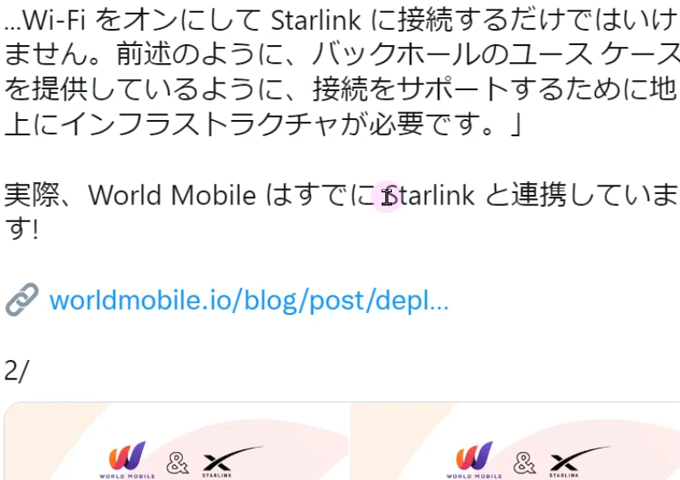 ...Wi-Fi をオンにして Starlink に接続するだけではいけ
ません。前述のように、バックホールのユース ケース
を提供しているように、接続をサポートするために地
上にインフラストラクチャが必要です。」
実際、World Mobile はすでに Starlink と連携していま
す!
worldmobile.io/blog/post/depl...
2/
WORLD MOBILE & STARLINK
WORLD MOBILE & STARLINK